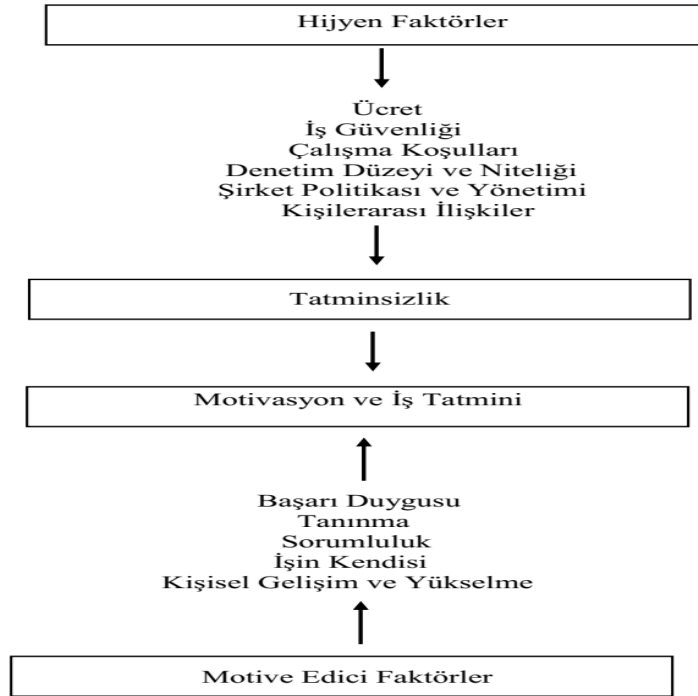 Hijyen Faktörler
Ücret
İş Güvenliği
Çalışma Koşulları
Denetim Düzeyi ve Niteliği
Şirket Politikası ve Yönetimi
Kişilerarası İlişkiler
Tatminsizlik
Motivasyon ve İş Tatmini
Başarı Duygusu
Tanınma
Sorumluluk
İşin Kendisi
Kişisel Gelişim ve Yükselme
Motive Edici Faktörler